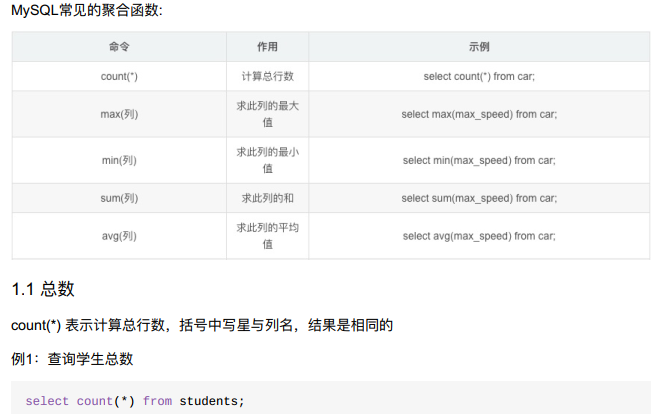 MySQL常见的聚合函数:
命令 作用 示例
count(*) 计算总行数 select count(*) from car;
max(列) 求此列的最大值 select max(max_speed) from car;
min(列) 求此列的最小值 select min(max_speed) from car;
sum(列) 求此列的和 select sum(max_speed) from car;
avg(列) 求此列的平均值 select avg(max_speed) from car;
1.1 总数
count(*) 表示计算总行数，括号中写星与列名，结果是相同的
例1：查询学生总数
select count(*) from students;